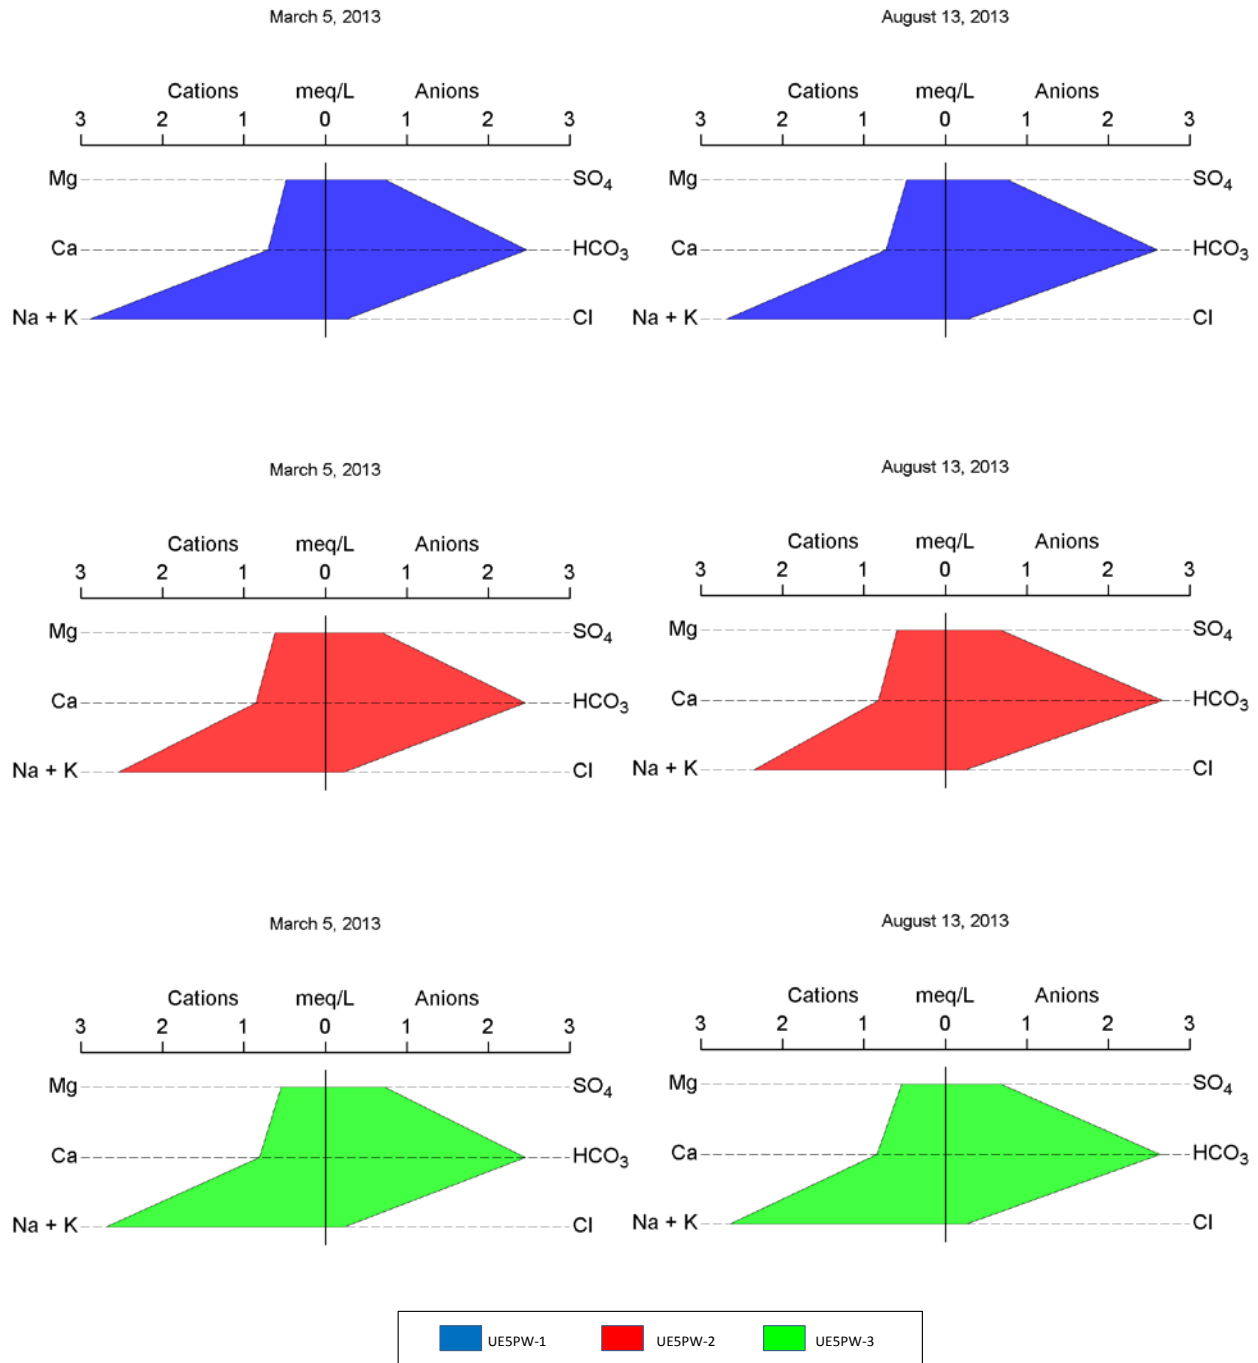 March 5, 2013 August 13, 2013
Cations meq/L Anions Cations meq/L Anions
3 2 1 0 1 2 3 3 2 1 0 1 2 3
Mg SO4 Mg SO4
Ca HCO3 Ca HCO3
Na + K Cl Na + K Cl
March 5, 2013 August 13, 2013
Cations meq/L Anions Cations meq/L Anions
3 2 1 0 1 2 3 3 2 1 0 1 2 3
Mg SO4 Mg SO4
Ca HCO3 Ca HCO3
Na + K Cl Na + K Cl
March 5, 2013 August 13, 2013
Cations meq/L Anions Cations meq/L Anions
3 2 1 0 1 2 3 3 2 1 0 1 2 3
Mg SO4 Mg SO4
Ca HCO3 Ca HCO3
Na + K Cl Na + K Cl
UE5PW-1 UE5PW-2 UE5PW-3